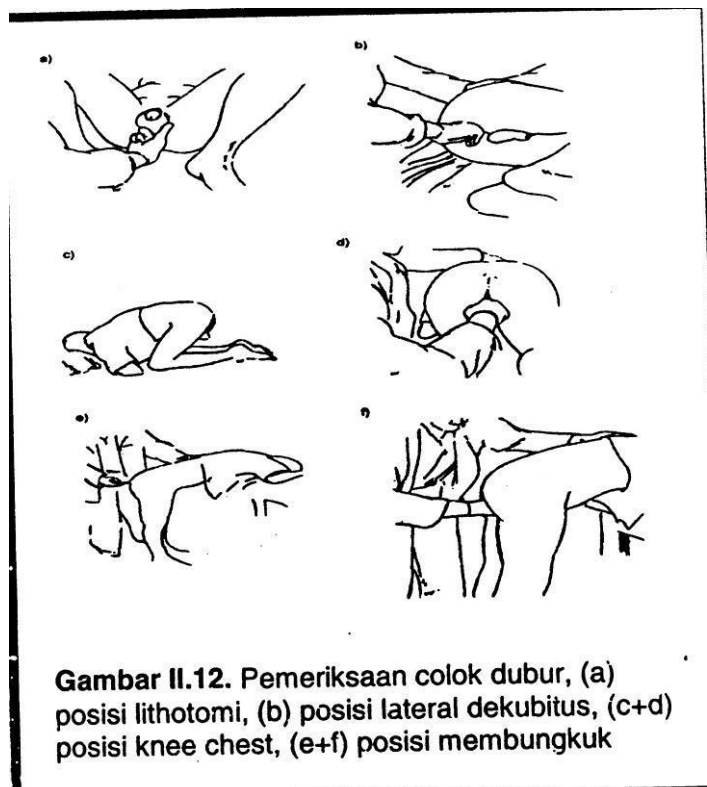 a)
b)
c)
d)
e)
f)
Gambar II.12. Pemeriksaan colok dubur, (a)
posisi lithotomi, (b) posisi lateral dekubitus, (c+d)
posisi knee chest, (e+f) posisi membungkuk